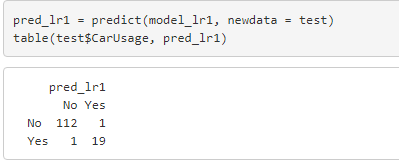 pred_lr1 = predict(model_lr1, newdata = test)
table(test$CarUsage, pred_lr1)
pred_lr1
No Yes
No 112 1
Yes 1 19